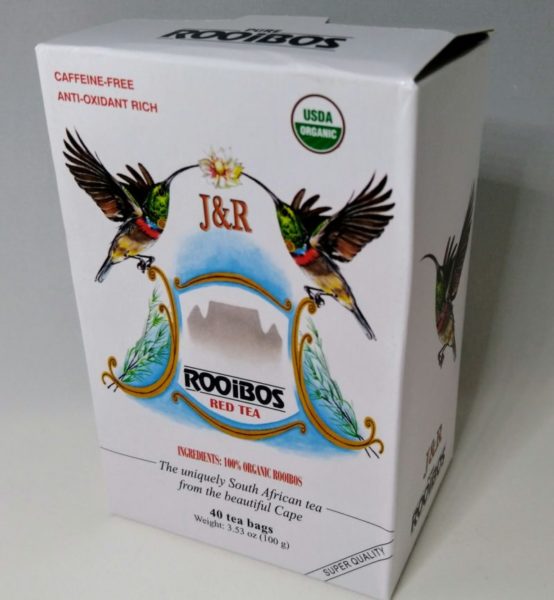 PURE
ROOiBOS
CAFFEINE-FREE
ANTI-OXIDANT RICH
USDA
ORGANIC
J&R
ROOiBOS
RED TEA
INGREDIENTS: 100% ORGANIC ROOIBOS
The uniquely South African tea
from the beautiful Cape
40 tea bags
Weight: 3.53 oz (100 g)
SUPER QUALITY
J&R
ROOiBOS